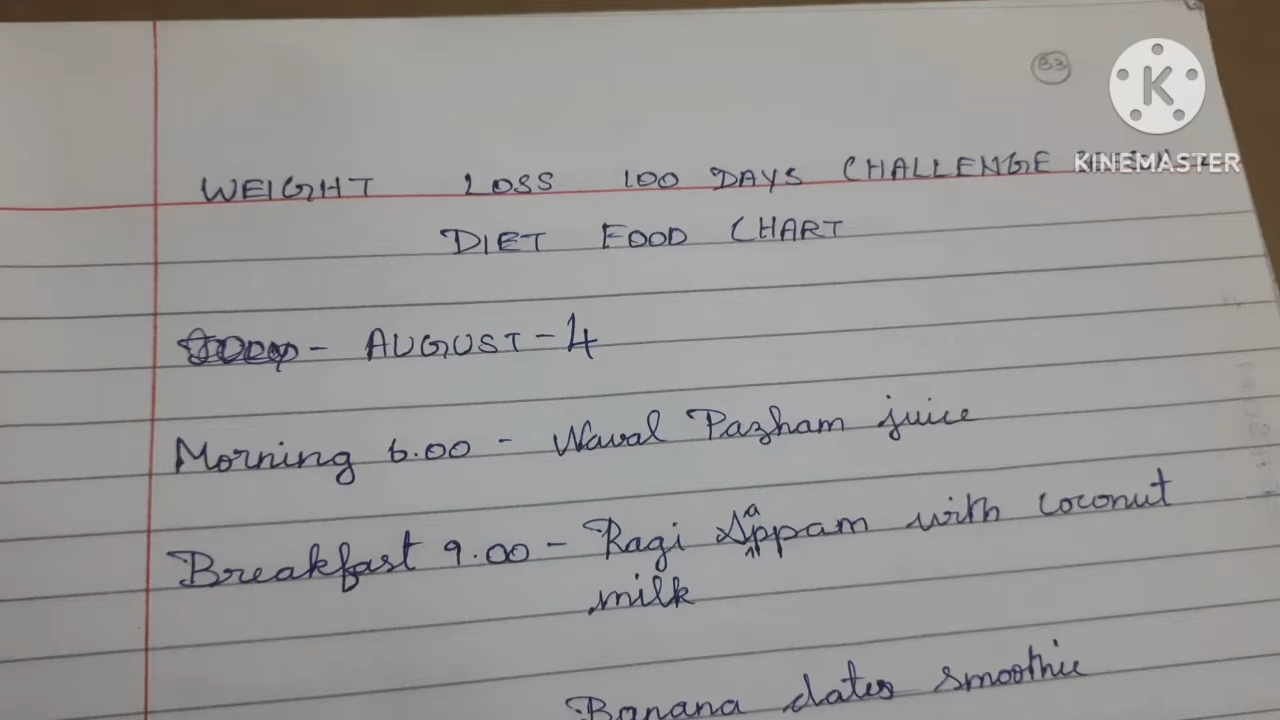 33
WEIGHT LOSS 100 DAYS CHALLENGE
KINEMASTER
DIET FOOD CHART
- AUGUST - 4
Morning 6.00 - Naval Pazham juice
Breakfast 9.00 - Ragi Appam with coconut
milk
Banana dates smoothie